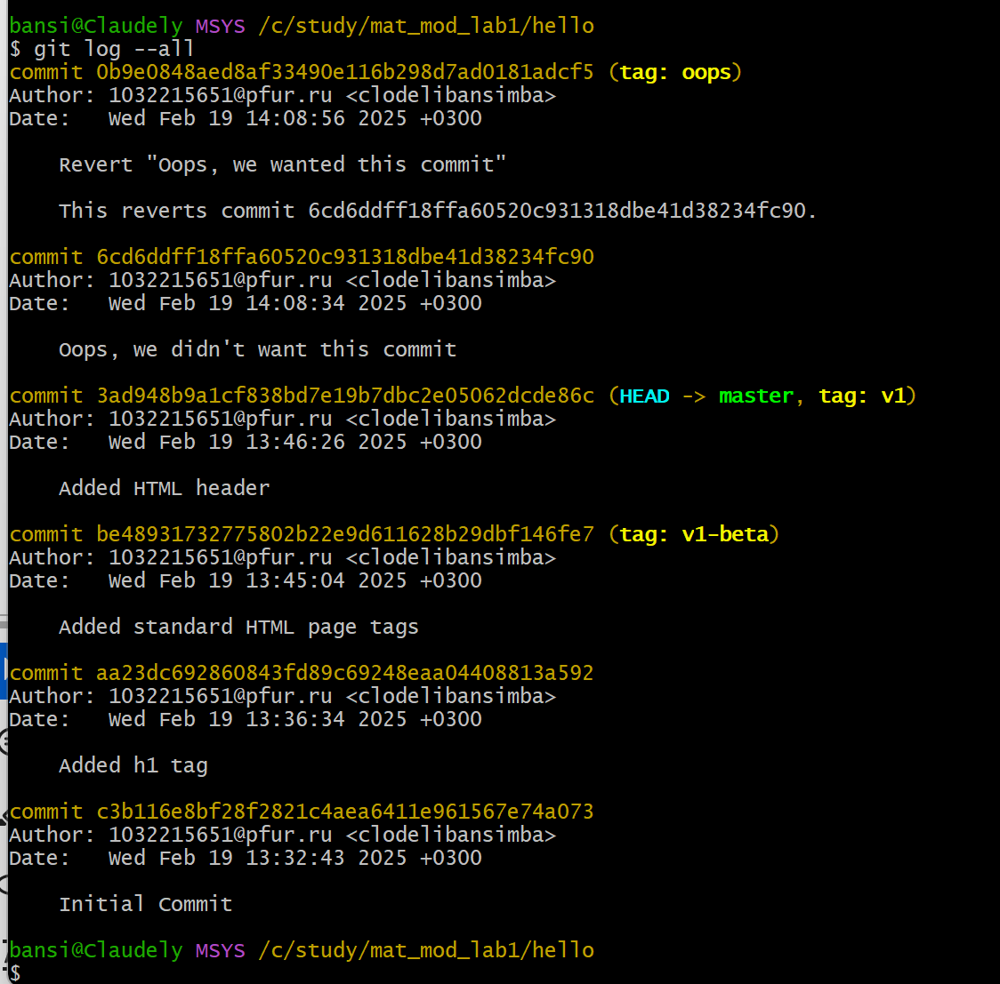 bansi@Claudely MSYS /c/study/mat_mod_lab1/hello
$ git log --all
commit 0b9e0848aed8af33490e116b298d7ad0181adcf5 (tag: oops)
Author: 1032215651@pfur.ru <clodelibansimba>
Date:   Wed Feb 19 14:08:56 2025 +0300

    Revert "Oops, we wanted this commit"

    This reverts commit 6cd6ddff18ffa60520c931318dbe41d38234fc90.

commit 6cd6ddff18ffa60520c931318dbe41d38234fc90
Author: 1032215651@pfur.ru <clodelibansimba>
Date:   Wed Feb 19 14:08:34 2025 +0300

    Oops, we didn't want this commit

commit 3ad948b9a1cf838bd7e19b7dbc2e05062dcde86c (HEAD -> master, tag: v1)
Author: 1032215651@pfur.ru <clodelibansimba>
Date:   Wed Feb 19 13:46:26 2025 +0300

    Added HTML header

commit be48931732775802b22e9d611628b29dbf146fe7 (tag: v1-beta)
Author: 1032215651@pfur.ru <clodelibansimba>
Date:   Wed Feb 19 13:45:04 2025 +0300

    Added standard HTML page tags

commit aa23dc692860843fd89c69248eaa04408813a592
Author: 1032215651@pfur.ru <clodelibansimba>
Date:   Wed Feb 19 13:36:34 2025 +0300

    Added h1 tag

commit c3b116e8bf28f2821c4aea6411e961567e74a073
Author: 1032215651@pfur.ru <clodelibansimba>
Date:   Wed Feb 19 13:32:43 2025 +0300

    Initial Commit

bansi@Claudely MSYS /c/study/mat_mod_lab1/hello
$